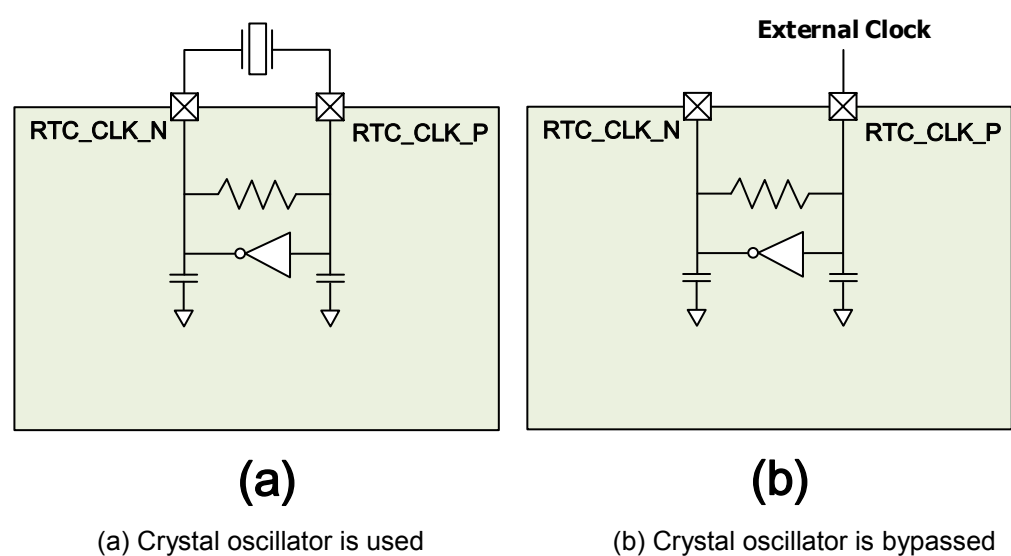 External Clock
RTC_CLK_N
RTC_CLK_P
RTC_CLK_N
RTC_CLK_P
(a)
(b)
(a) Crystal oscillator is used
(b) Crystal oscillator is bypassed